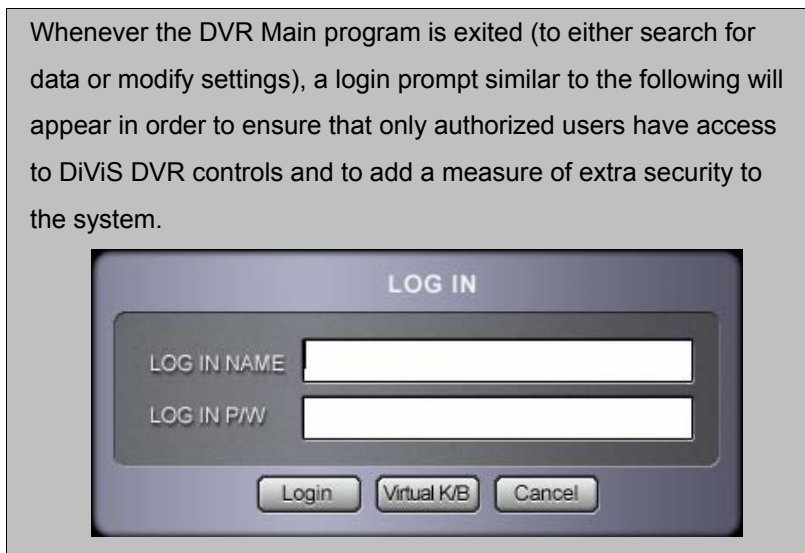 Whenever the DVR Main program is exited (to either search for
data or modify settings), a login prompt similar to the following will
appear in order to ensure that only authorized users have access
to DiViS DVR controls and to add a measure of extra security to
the system.
LOG IN
LOG IN NAME
LOG IN P/W
Login Virtual K/B Cancel